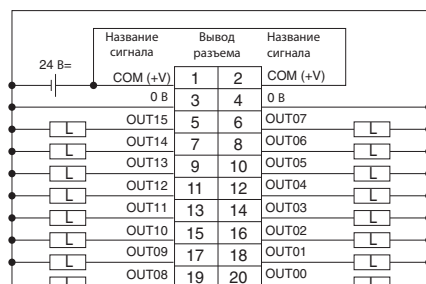 Название сигнала Вывод разъема Название сигнала
24 В=
COM (+V) 1 2 COM (+V)
0 В 3 4 0 В
L OUT15 5 6 OUT07 L
L OUT14 7 8 OUT06 L
L OUT13 9 10 OUT05 L
L OUT12 11 12 OUT04 L
L OUT11 13 14 OUT03 L
L OUT10 15 16 OUT02 L
L OUT09 17 18 OUT01 L
L OUT08 19 20 OUT00 L